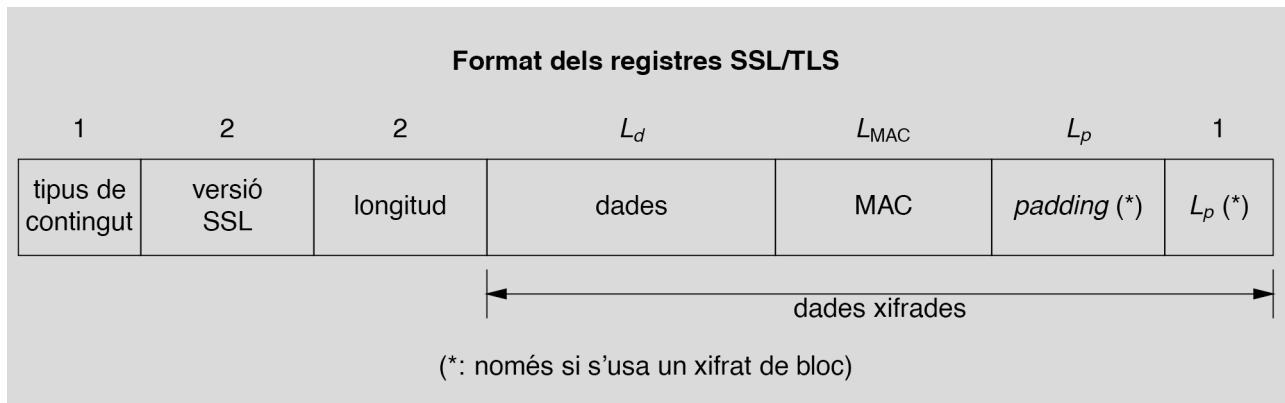 Format dels registres SSL/TLS
1 2 2 L_d L_MAC L_p 1
tipus de contingut versió SSL longitud dades MAC padding (*) L_p (*)
dades xifrades
(*: només si s'usa un xifrat de bloc)